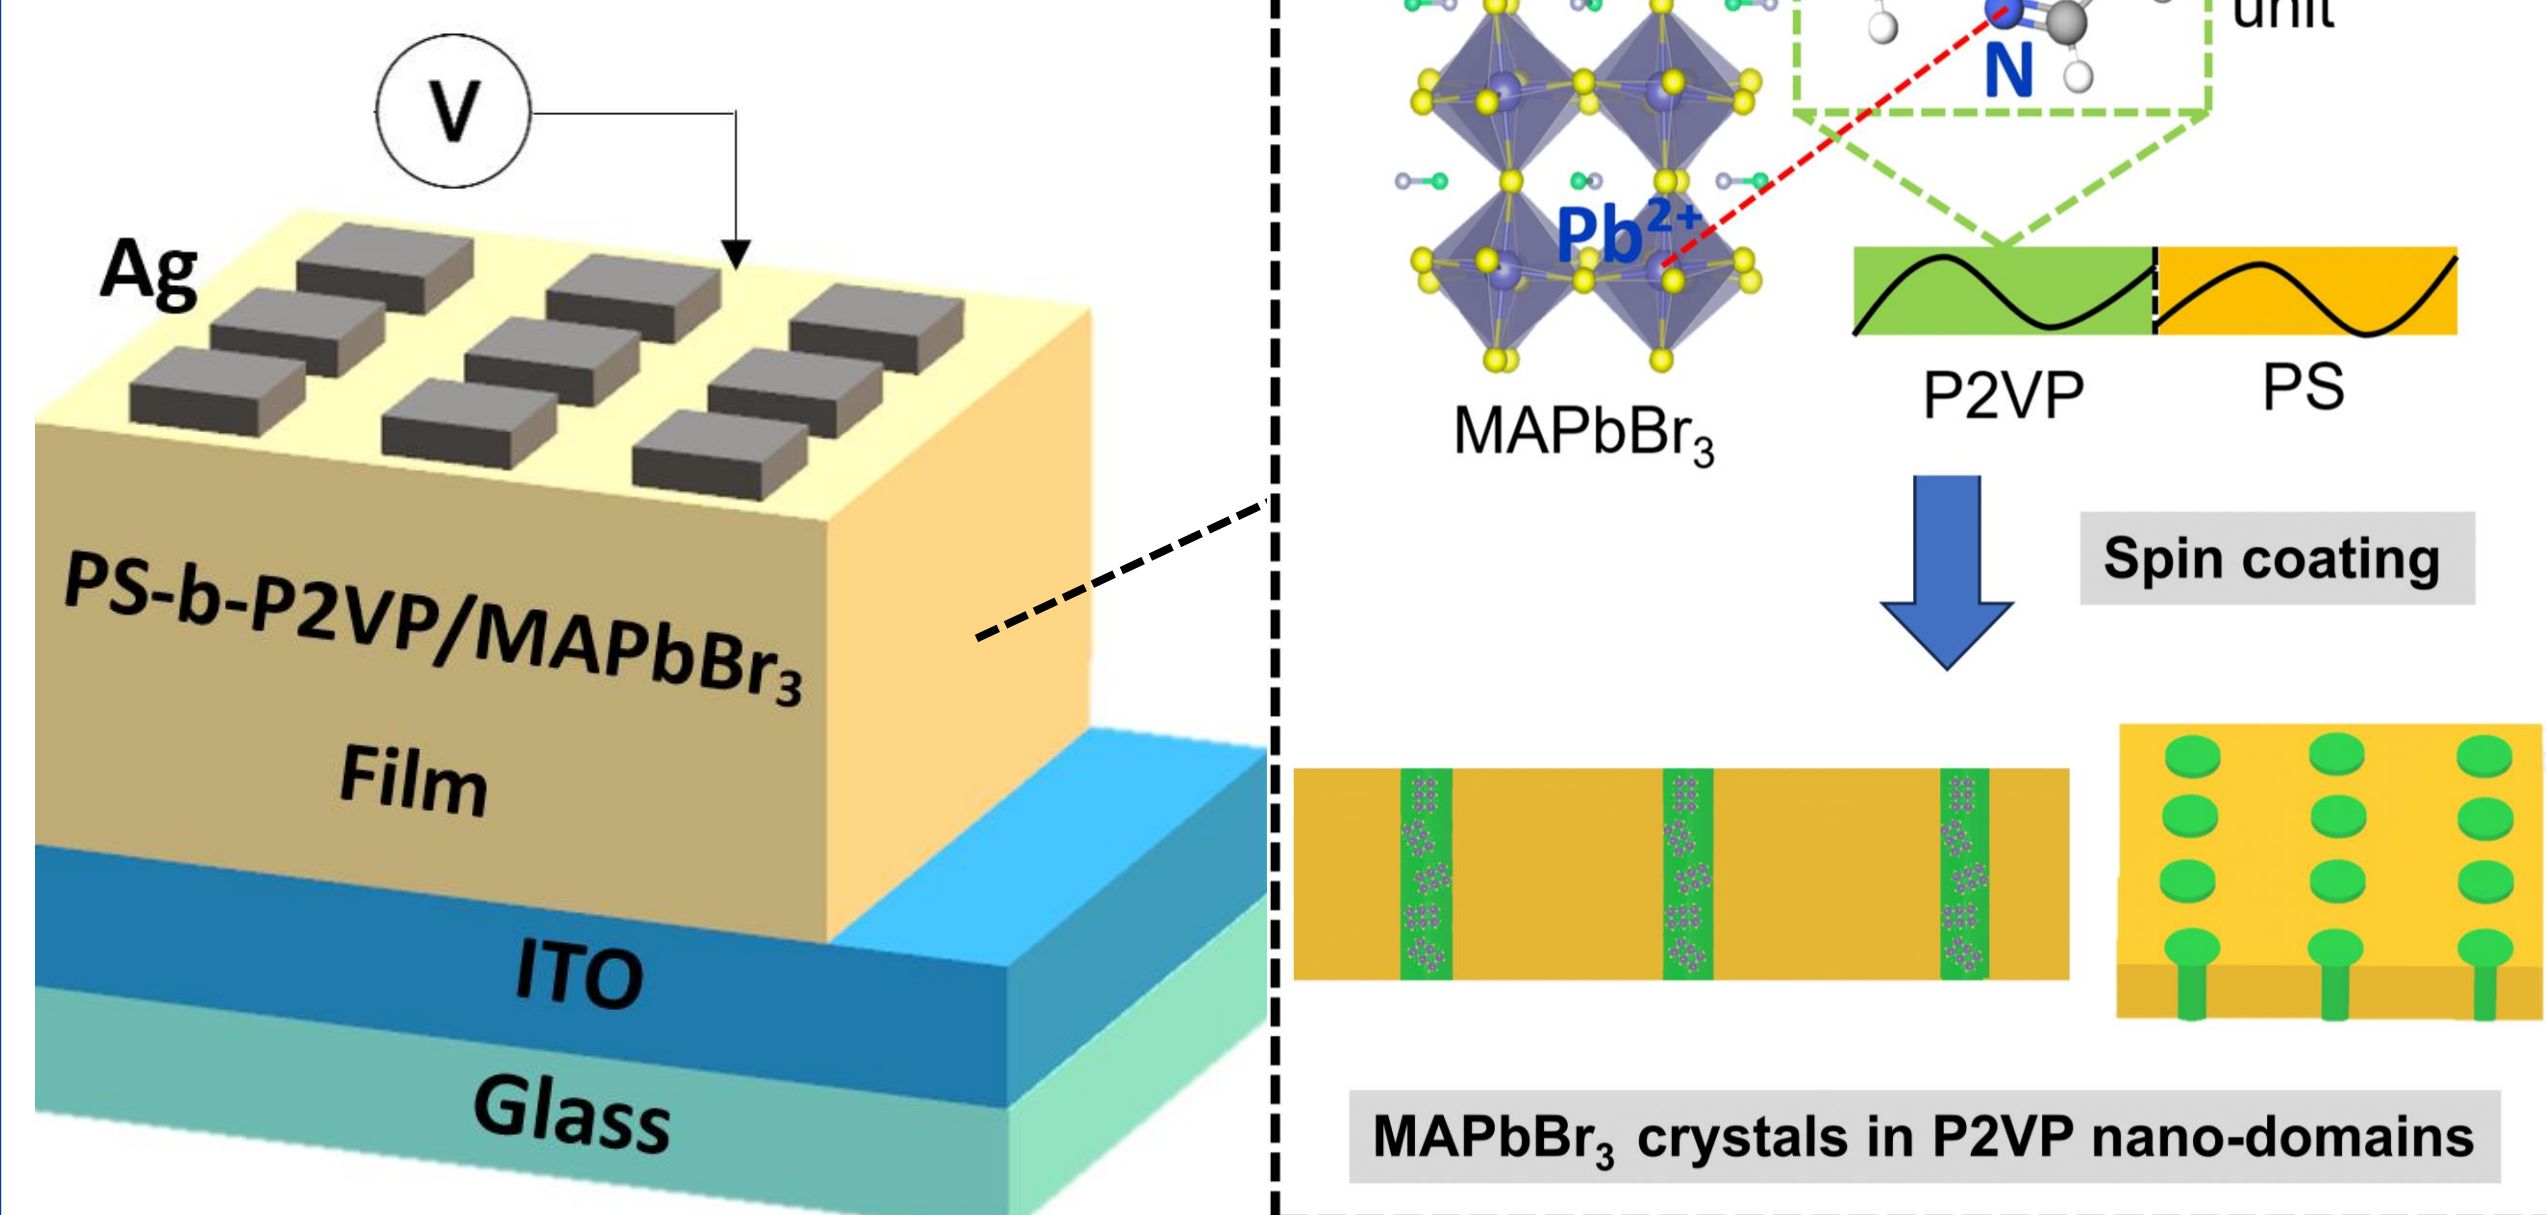 V
Ag
PS-b-P2VP/MAPbBr₃
Film
ITO
Glass
unit
N
Pb²⁺
MAPbBr₃
P2VP
PS
Spin coating
MAPbBr₃ crystals in P2VP nano-domains